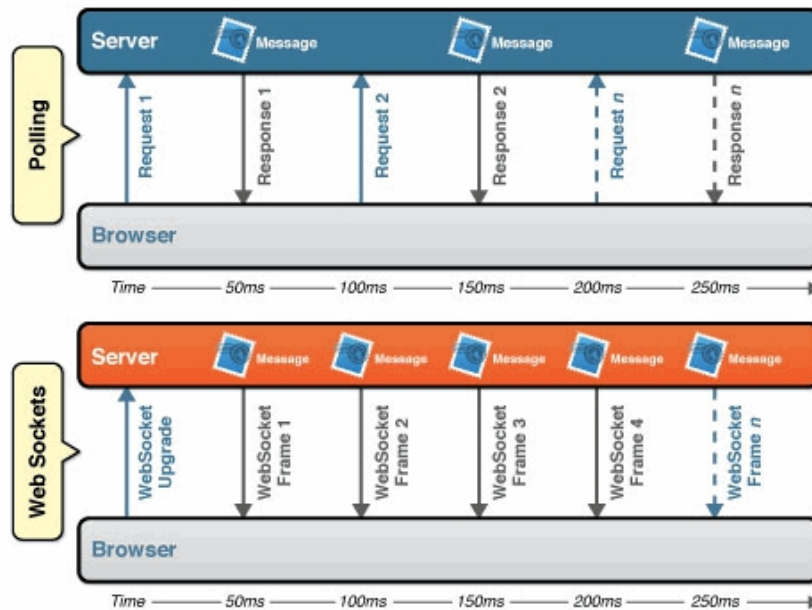 Polling
Server
Message
Message
Message
Request 1
Response 1
Request 2
Response 2
Request n
Response n
Browser
Time
50ms
100ms
150ms
200ms
250ms
Web Sockets
Server
Message
Message
Message
Message
Message
WebSocket
Upgrade
WebSocket
Frame 1
WebSocket
Frame 2
WebSocket
Frame 3
WebSocket
Frame 4
WebSocket
Frame n
Browser
Time
50ms
100ms
150ms
200ms
250ms